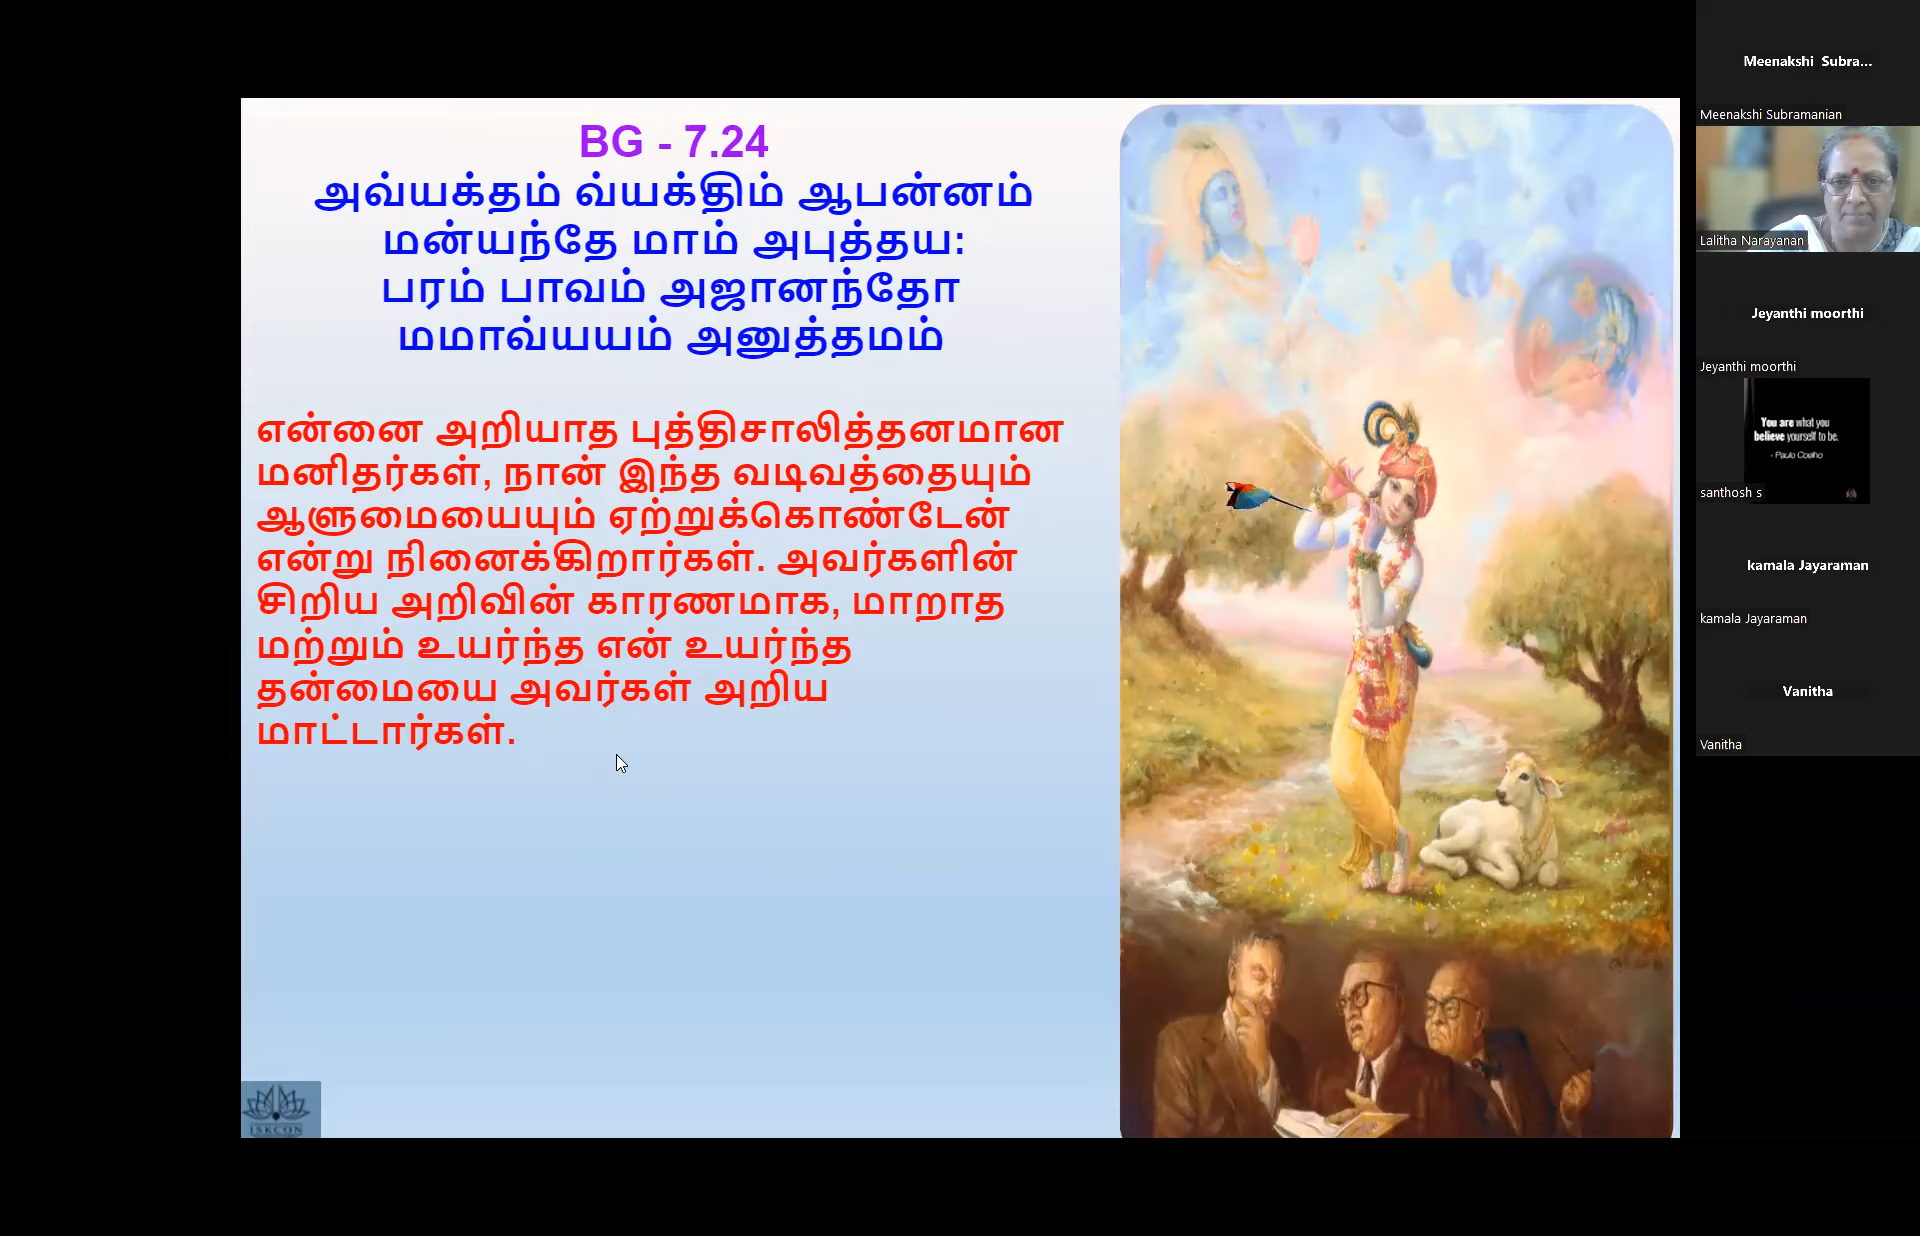 BG - 7.24
அவ்யக்தம் வ்யக்திம் ஆபன்னம்
மன்யந்தே மாம் அபுத்தய:
பரம் பாவம் அஜானந்தோ
மமாவ்யயம் அனுத்தமம்
என்னை அறியாத புத்திசாலித்தனமான
மனிதர்கள், நான் இந்த வடிவத்தையும்
ஆளுமையையும் ஏற்றுக்கொண்டேன்
என்று நினைக்கிறார்கள். அவர்களின்
சிறிய அறிவின் காரணமாக, மாறாத
மற்றும் உயர்ந்த என் உயர்ந்த
தன்மையை அவர்கள் அறிய
மாட்டார்கள்.
ISKCON
Meenakshi Subra...
Meenakshi Subramanian
Lalitha Narayanan
Jeyanthi moorthi
Jeyanthi moorthi
You are what you
believe yourself to be.
- Paulo Coelho
santhosh s
kamala Jayaraman
kamala Jayaraman
Vanitha
Vanitha